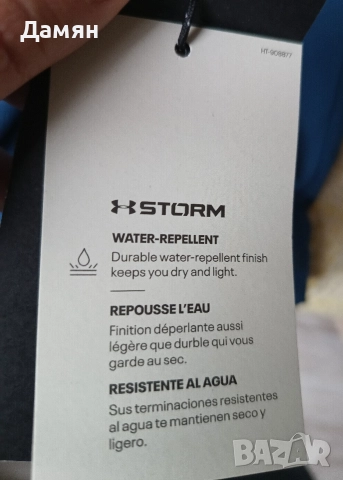 Дамян
HT-908877
STORM
WATER-REPELLENT
Durable water-repellent finish
keeps you dry and light.
REPOUSSE L'EAU
Finition déperlante aussi
légère que durble qui vous
garde au sec.
RESISTENTE AL AGUA
Sus terminaciones resistentes
al agua te mantienen seco y
ligero.
BAZAR